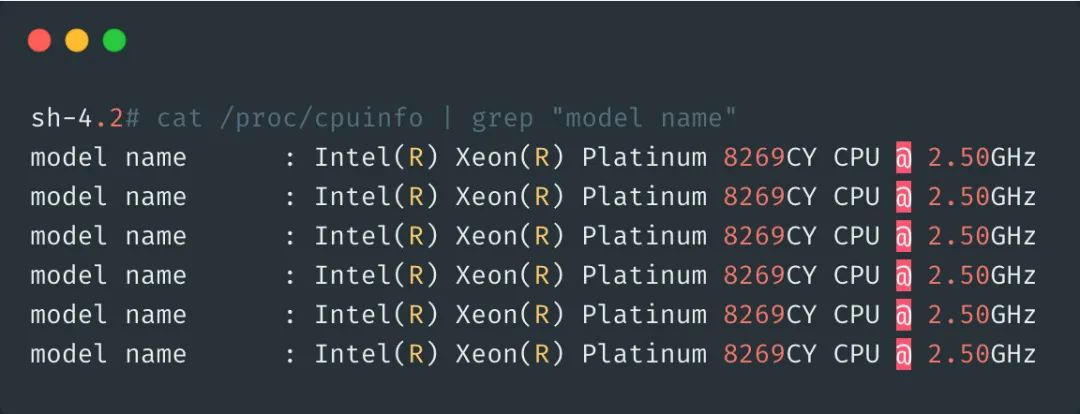 sh-4.2# cat /proc/cpuinfo | grep "model name"
model name      : Intel(R) Xeon(R) Platinum 8269CY CPU @ 2.50GHz
model name      : Intel(R) Xeon(R) Platinum 8269CY CPU @ 2.50GHz
model name      : Intel(R) Xeon(R) Platinum 8269CY CPU @ 2.50GHz
model name      : Intel(R) Xeon(R) Platinum 8269CY CPU @ 2.50GHz
model name      : Intel(R) Xeon(R) Platinum 8269CY CPU @ 2.50GHz
model name      : Intel(R) Xeon(R) Platinum 8269CY CPU @ 2.50GHz